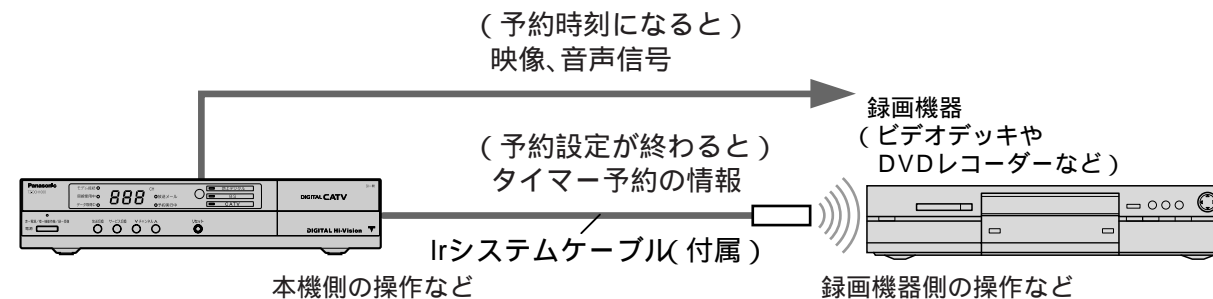 (予約時刻になると)
映像、音声信号
録画機器
(ビデオデッキや
DVDレコーダーなど)
(予約設定が終わると)
タイマー予約の情報
Panasonic
888
DIGITAL CATV
CATV
DIGITAL Hi-Vision
Irシステムケーブル(付属)
本機側の操作など
録画機器側の操作など